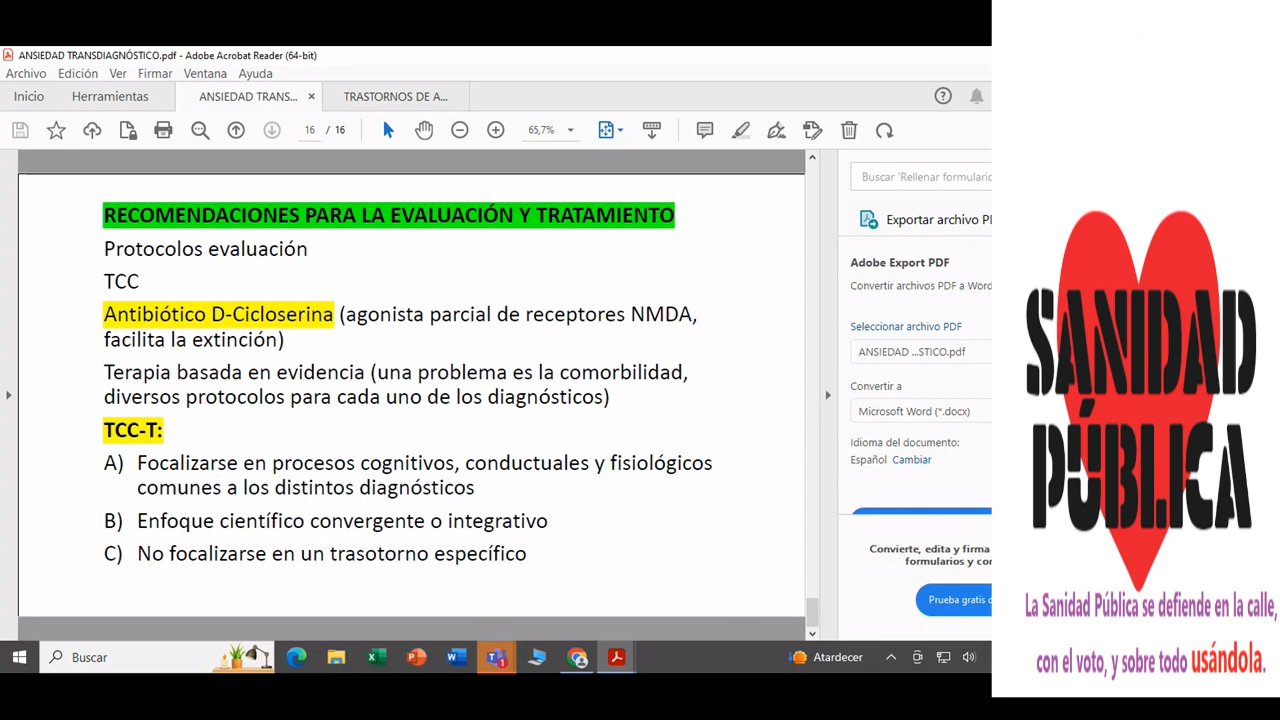 ANSIEDAD TRANSDIAGNÓSTICO.pdf - Adobe Acrobat Reader (64-bit)
Archivo Edición Ver Firmar Ventana Ayuda
Inicio Herramientas ANSIEDAD TRANS... × TRASTORNOS DE A...
16 / 16 65,7%
RECOMENDACIONES PARA LA EVALUACIÓN Y TRATAMIENTO
Protocolos evaluación
TCC
Antibiótico D-Cicloserina (agonista parcial de receptores NMDA,
facilita la extinción)
Terapia basada en evidencia (una problema es la comorbilidad,
diversos protocolos para cada uno de los diagnósticos)
TCC-T:
A) Focalizarse en procesos cognitivos, conductuales y fisiológicos
comunes a los distintos diagnósticos
B) Enfoque científico convergente o integrativo
C) No focalizarse en un trasotorno específico
Buscar 'Rellenar formulario
Exportar archivo PD
Adobe Export PDF
Convertir archivos PDF a Word
Seleccionar archivo PDF
ANSIEDAD ...STICO.pdf
Convertir a
Microsoft Word (*.docx)
Idioma del documento:
Español Cambiar
Convierte, edita y firma
formularios y con
Prueba gratis d
Buscar
Atardecer
SANIDAD
PÚBLICA
La Sanidad Pública se defiende en la calle,
con el voto, y sobre todo usándola.